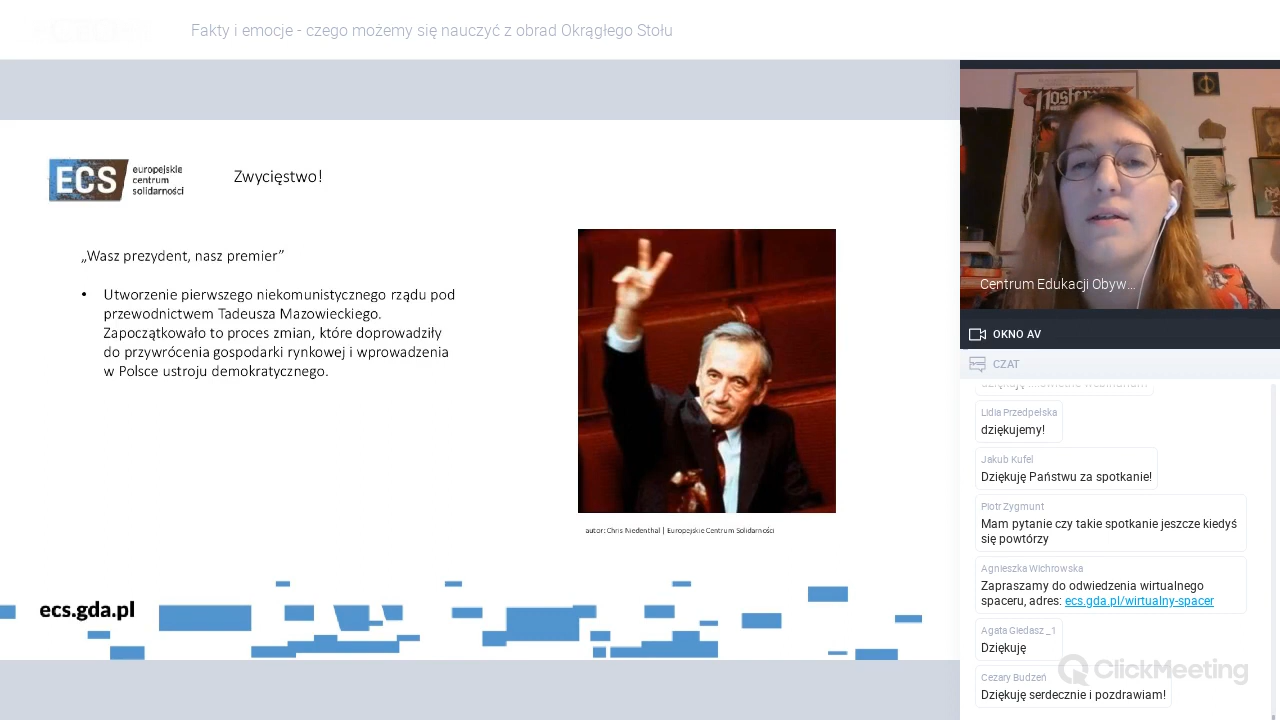 Fakty i emocje - czego możemy się nauczyć z obrad Okrągłego Stołu
ECS
europejskie
centrum
solidarności
Zwycięstwo!
„Wasz prezydent, nasz premier”
• Utworzenie pierwszego niekomunistycznego rządu pod
przewodnictwem Tadeusza Mazowieckiego.
Zapoczątkowało to proces zmian, które doprowadziły
do przywrócenia gospodarki rynkowej i wprowadzenia
w Polsce ustroju demokratycznego.
autor: Chris Niedenthal | Europejskie Centrum Solidarności
ecs.gda.pl
Nosferatu
Centrum Edukacji Obyw...
OKNO AV
CZAT
dziękuję ....świetne webinarium
Lidia Przedpelska
dziękujemy!
Jakub Kufel
Dziękuję Państwu za spotkanie!
Piotr Zygmunt
Mam pytanie czy takie spotkanie jeszcze kiedyś
się powtórzy
Agnieszka Wichrowska
Zapraszamy do odwiedzenia wirtualnego
spaceru, adres: ecs.gda.pl/wirtualny-spacer
Agata Giedasz _1
Dziękuję
Cezary Budzeń
Dziękuję serdecznie i pozdrawiam!
ClickMeeting